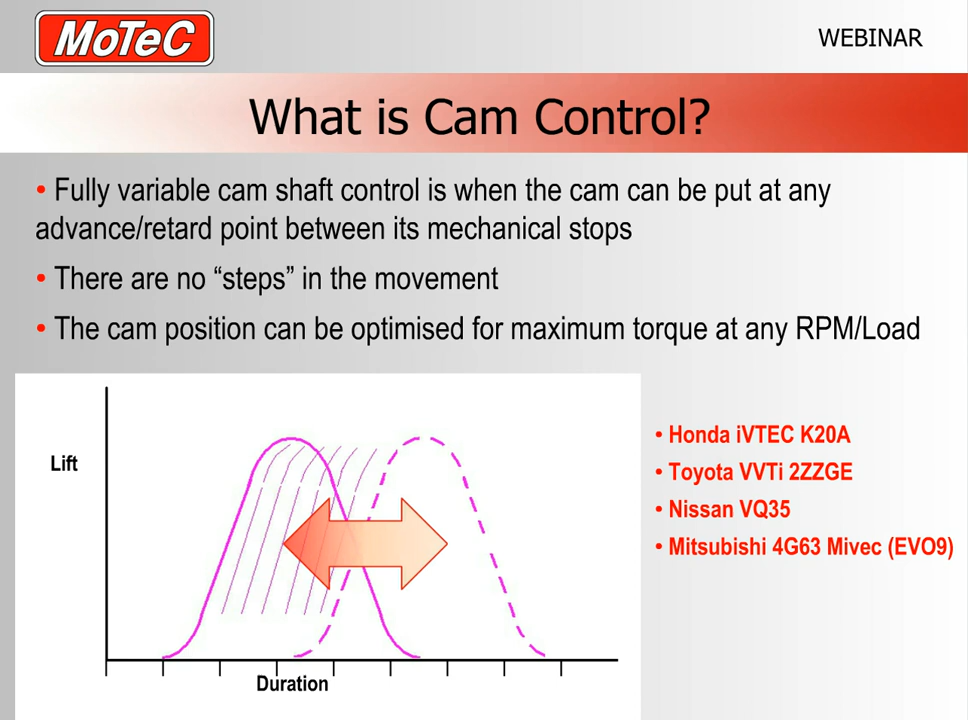 MoTeC
WEBINAR
What is Cam Control?
• Fully variable cam shaft control is when the cam can be put at any
advance/retard point between its mechanical stops
• There are no “steps” in the movement
• The cam position can be optimised for maximum torque at any RPM/Load
Lift
Duration
• Honda iVTEC K20A
• Toyota VVTi 2ZZGE
• Nissan VQ35
• Mitsubishi 4G63 Mivec (EVO9)